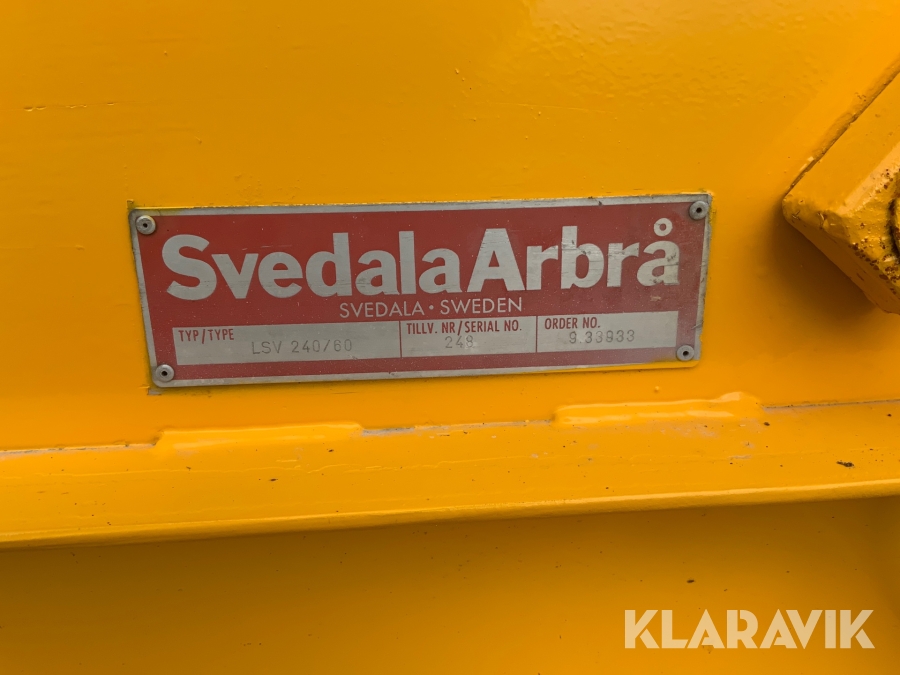 SvedalaArbrå
SVEDALA · SWEDEN
TYP/TYPE TILLV. NR/SERIAL NO. ORDER NO.
LSV 240/60 248 9.33933
KLARAVIK